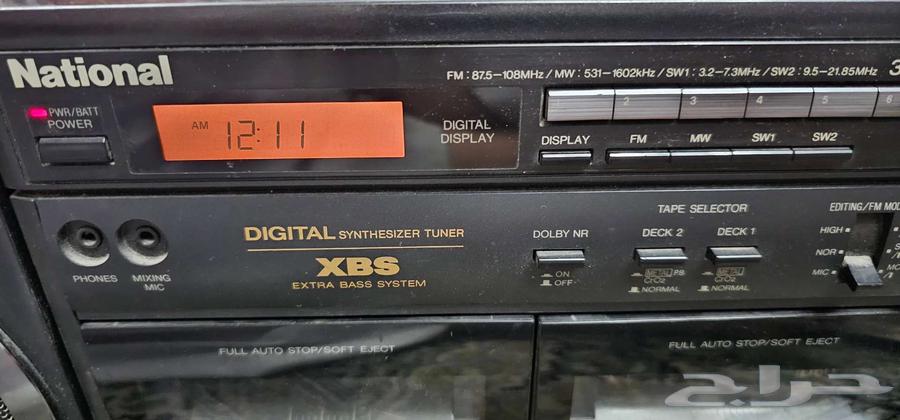 National
FM : 87.5–108MHz / MW : 531–1602kHz / SW1 : 3.2–7.3MHz / SW2 : 9.5–21.85MHz 3
PWR/BATT
POWER
AM 12:11
DIGITAL
DISPLAY
2 3 4 5 6
DISPLAY FM MW SW1 SW2
DIGITAL SYNTHESIZER TUNER
XBS
EXTRA BASS SYSTEM
PHONES
MIXING
MIC
DOLBY NR
ON
OFF
TAPE SELECTOR
DECK 2 DECK 1
METAL PB METAL
CrO2 CrO2
NORMAL NORMAL
EDITING/FM MOD
HIGH
NOR
MIC
FULL AUTO STOP/SOFT EJECT
FULL AUTO STOP/SOFT EJECT
حراج